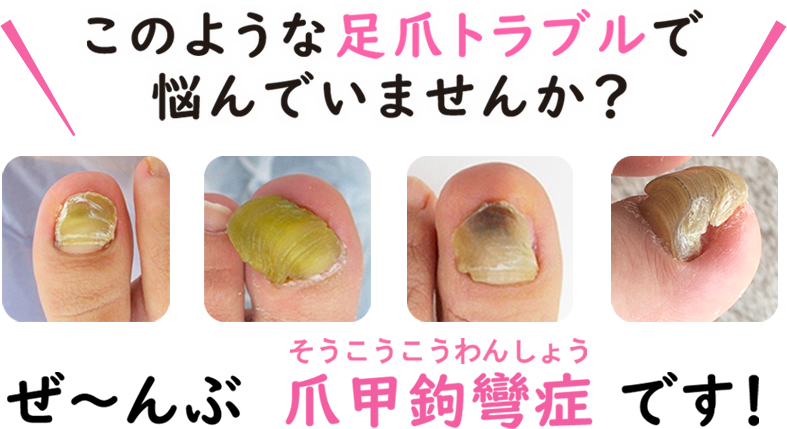 このような足爪トラブルで
悩んでいませんか？
そうこうこうわんしょう
ぜ〜んぶ 爪甲鉤彎症 です！